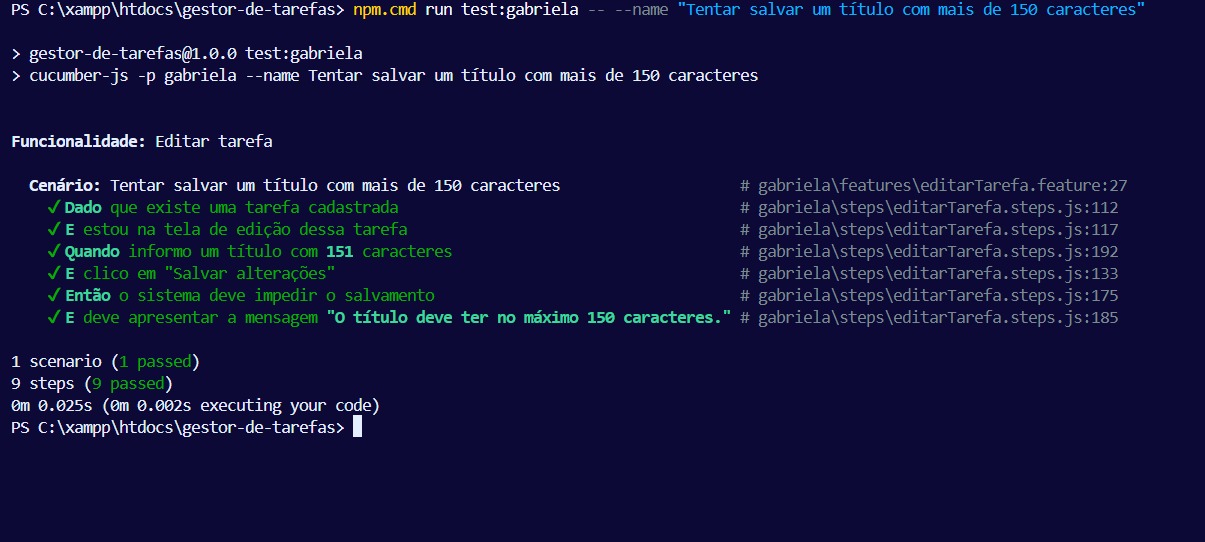 PS C:\xampp\htdocs\gestor-de-tarefas> npm.cmd run test:gabriela -- --name "Tentar salvar um título com mais de 150 caracteres"
> gestor-de-tarefas@1.0.0 test:gabriela
> cucumber-js -p gabriela --name Tentar salvar um título com mais de 150 caracteres
Funcionalidade: Editar tarefa
Cenário: Tentar salvar um título com mais de 150 caracteres # gabriela\features\editarTarefa.feature:27
✓ Dado que existe uma tarefa cadastrada # gabriela\steps\editarTarefa.steps.js:112
✓ E estou na tela de edição dessa tarefa # gabriela\steps\editarTarefa.steps.js:117
✓ Quando informo um título com 151 caracteres # gabriela\steps\editarTarefa.steps.js:192
✓ E clico em "Salvar alterações" # gabriela\steps\editarTarefa.steps.js:133
✓ Então o sistema deve impedir o salvamento # gabriela\steps\editarTarefa.steps.js:175
✓ E deve apresentar a mensagem "O título deve ter no máximo 150 caracteres." # gabriela\steps\editarTarefa.steps.js:185
1 scenario (1 passed)
9 steps (9 passed)
0m 0.025s (0m 0.002s executing your code)
PS C:\xampp\htdocs\gestor-de-tarefas>